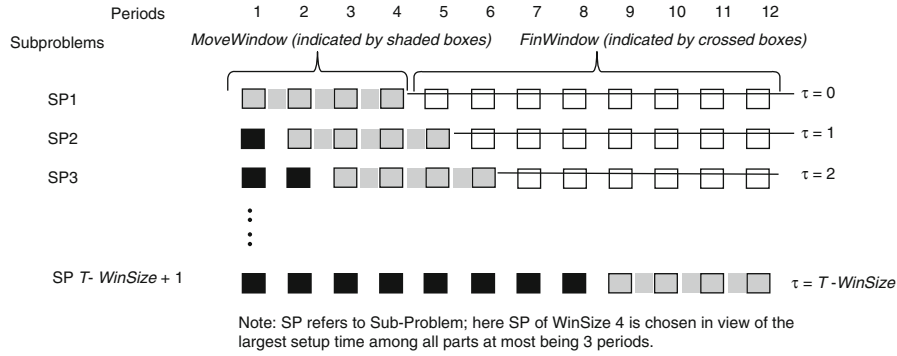 Periods 1 2 3 4 5 6 7 8 9 10 11 12
Subproblems
MoveWindow (indicated by shaded boxes) FinWindow (indicated by crossed boxes)
SP1 τ = 0
SP2 τ = 1
SP3 τ = 2
SP T- WinSize + 1 τ = T -WinSize
Note: SP refers to Sub-Problem; here SP of WinSize 4 is chosen in view of the
largest setup time among all parts at most being 3 periods.